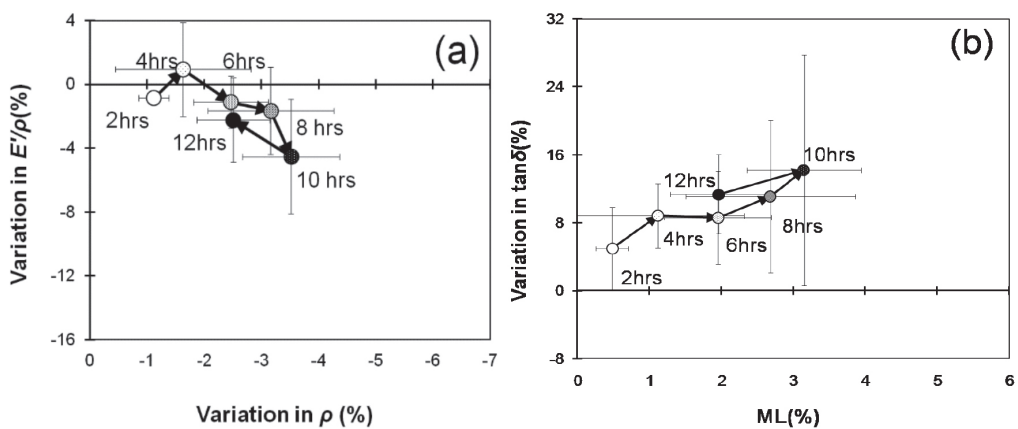 (a)
4
0
-4
-8
-12
-16
Variation in E'/ρ(%)
4hrs
6hrs
2hrs
12hrs
8 hrs
10 hrs
0
-1
-2
-3
-4
-5
-6
-7
Variation in ρ (%)
(b)
32
24
16
8
0
-8
Variation in tanδ(%)
10hrs
12hrs
4hrs
6hrs
8hrs
2hrs
0
1
2
3
4
5
6
ML(%)